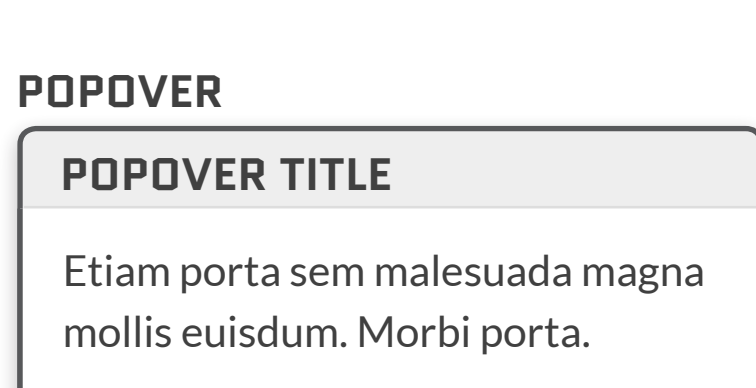 POPOVER
POPOVER TITLE
Etiam porta sem malesuada magna
mollis euisdum. Morbi porta.